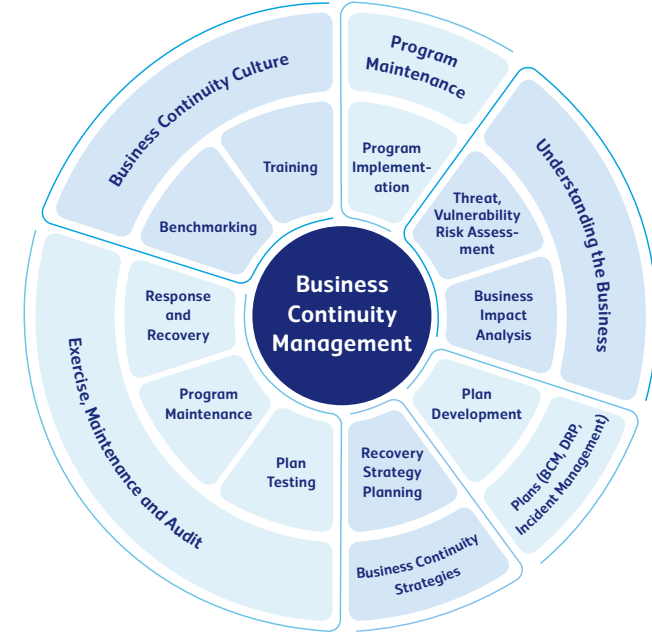 Business
Continuity
Management
Program
Maintenance
Program
Implement-
ation
Understanding the Business
Threat,
Vulnerability
Risk Assess-
ment
Business
Impact
Analysis
Plans (BCM, DRP,
Incident Management)
Plan
Development
Business Continuity
Strategies
Recovery
Strategy
Planning
Exercise, Maintenance and Audit
Plan
Testing
Program
Maintenance
Response
and
Recovery
Business Continuity Culture
Benchmarking
Training